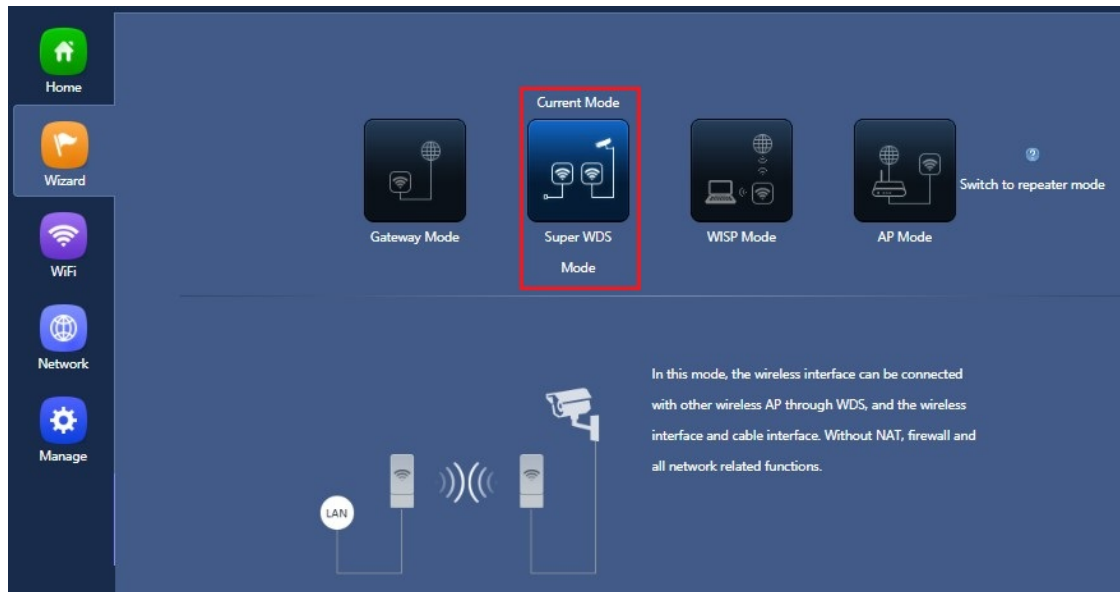 Home
Wizard
WiFi
Network
Manage
Current Mode
Gateway Mode
Super WDS
Mode
WISP Mode
AP Mode
Switch to repeater mode
In this mode, the wireless interface can be connected
with other wireless AP through WDS, and the wireless
interface and cable interface. Without NAT, firewall and
all network related functions.
LAN